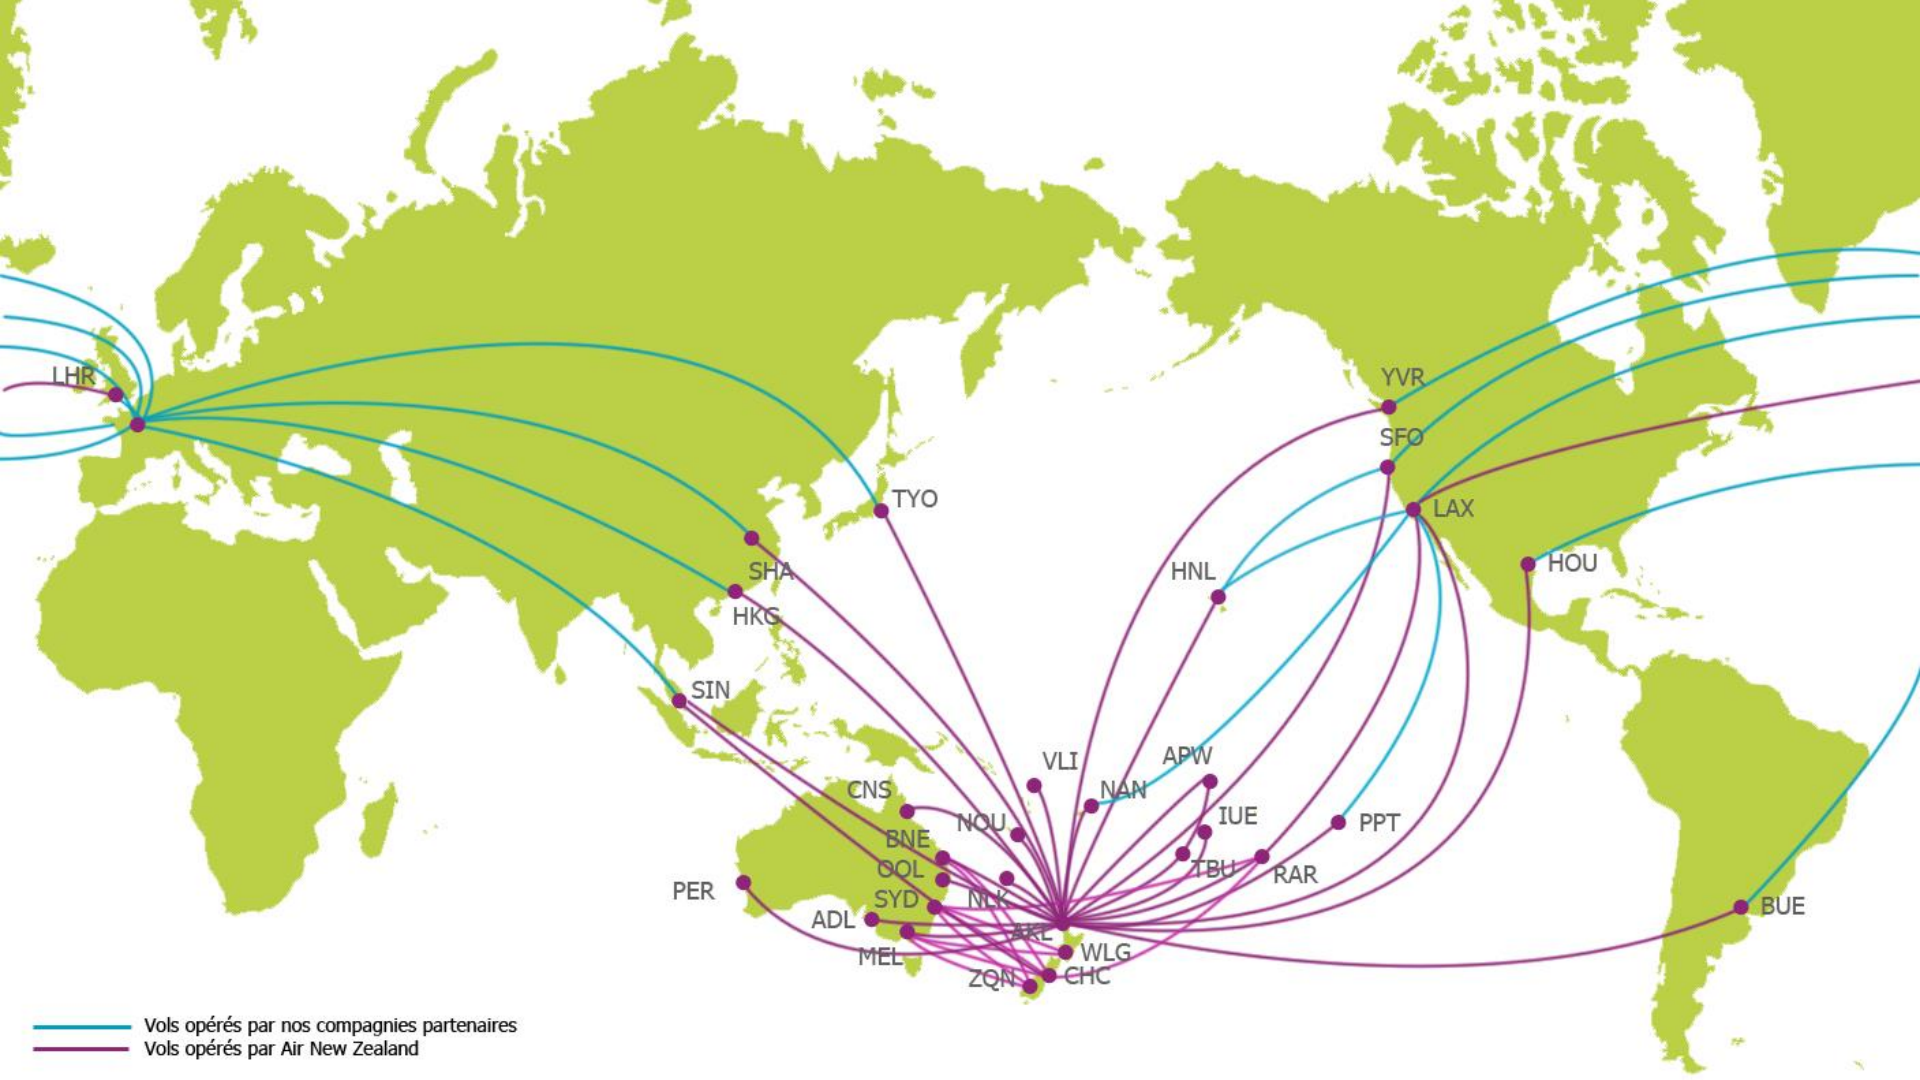 LHR
YVR
SFO
TYO
LAX
SHA
HNL
HOU
HKG
SIN
VLI
APW
CNS
NAN
NOU
IUE
PPT
BNE
OOL
TBU
RAR
PER
SYD
NLK
ADL
AKL
BUE
MEL
WLG
ZQN
CHC
Vols opérés par nos compagnies partenaires
Vols opérés par Air New Zealand